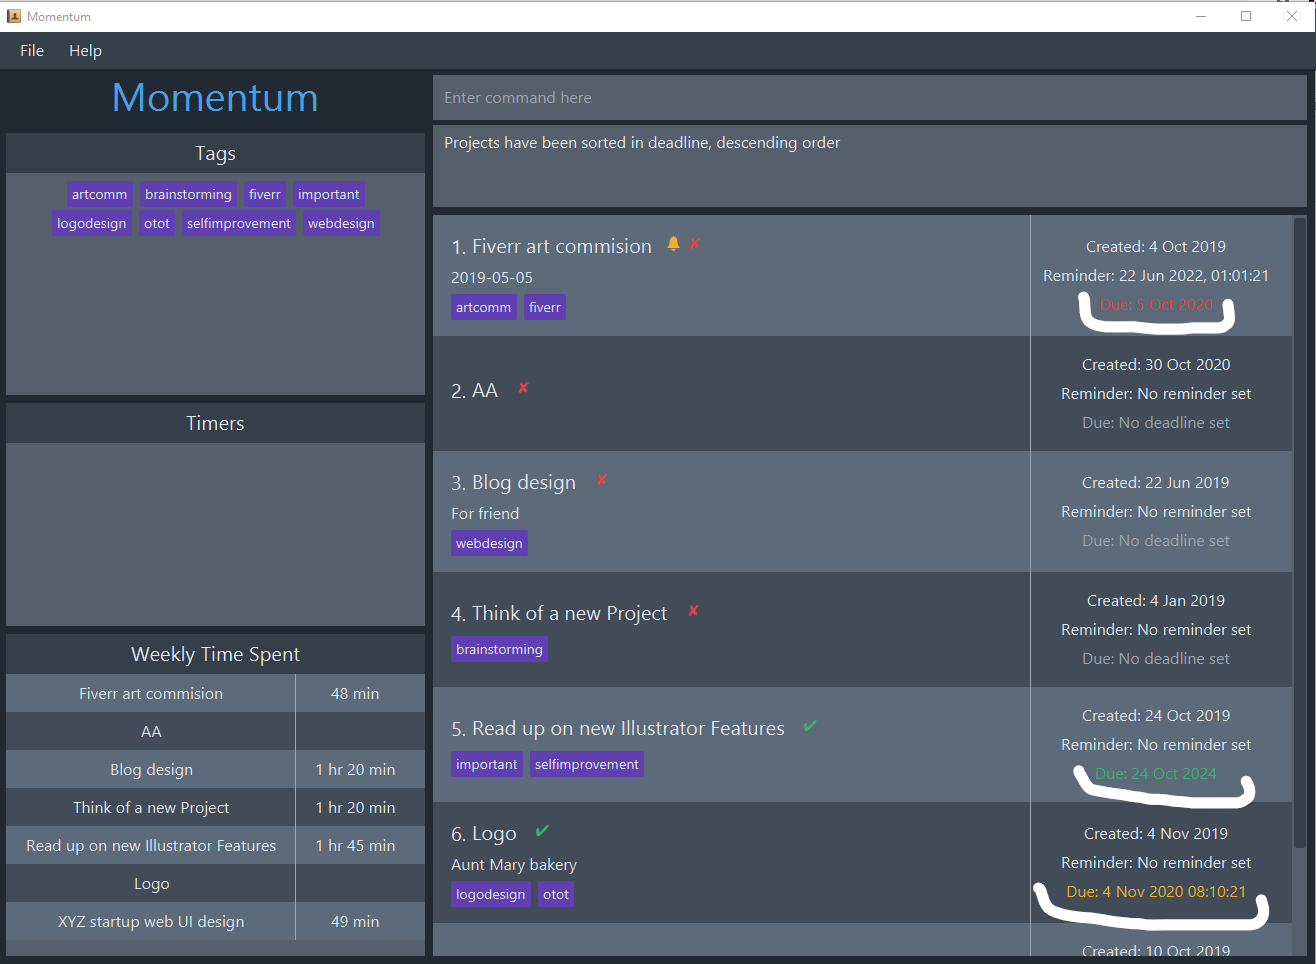 Momentum
File Help
Momentum
Tags
artcomm brainstorming fiverr important
logodesign otot selfimprovement webdesign
Timers
Weekly Time Spent
Fiverr art commision 48 min
AA
Blog design 1 hr 20 min
Think of a new Project 1 hr 20 min
Read up on new Illustrator Features 1 hr 45 min
Logo
XYZ startup web UI design 49 min
Enter command here
Projects have been sorted in deadline, descending order
1. Fiverr art commision
2019-05-05
artcomm fiverr
Created: 4 Oct 2019
Reminder: 22 Jun 2022, 01:01:21
Due: 5 Oct 2020
2. AA
Created: 30 Oct 2020
Reminder: No reminder set
Due: No deadline set
3. Blog design
For friend
webdesign
Created: 22 Jun 2019
Reminder: No reminder set
Due: No deadline set
4. Think of a new Project
brainstorming
Created: 4 Jan 2019
Reminder: No reminder set
Due: No deadline set
5. Read up on new Illustrator Features
important selfimprovement
Created: 24 Oct 2019
Reminder: No reminder set
Due: 24 Oct 2024
6. Logo
Aunt Mary bakery
logodesign otot
Created: 4 Nov 2019
Reminder: No reminder set
Due: 4 Nov 2020 08:10:21
Created: 10 Oct 2019